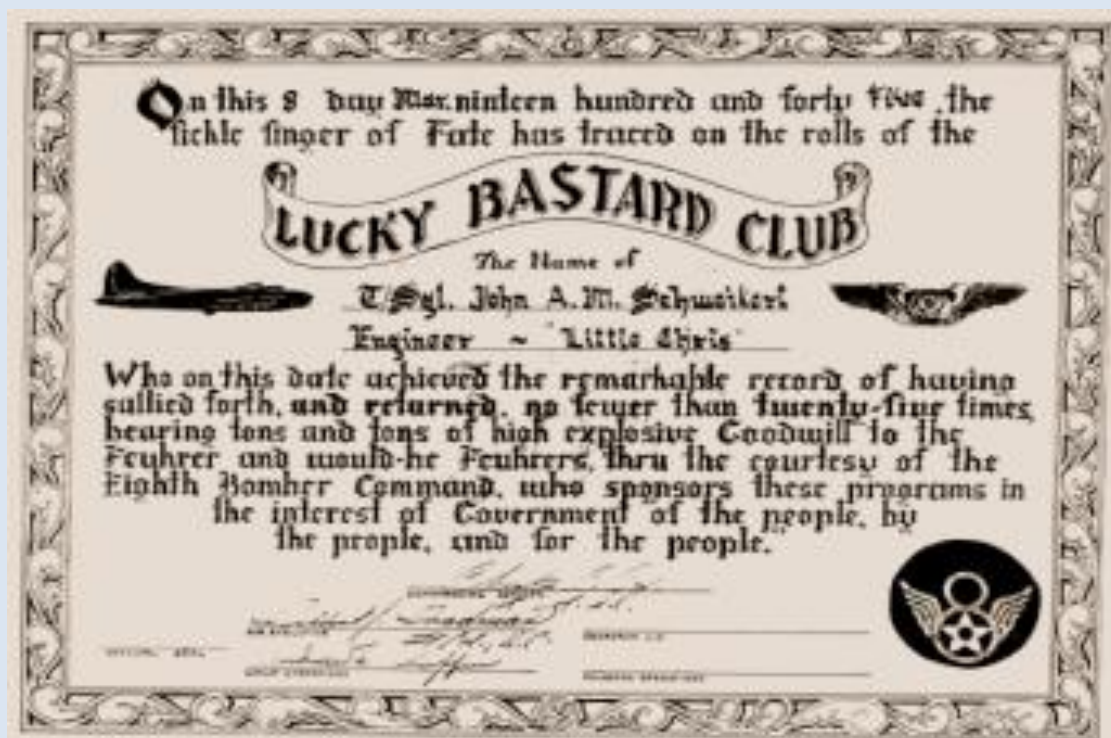 On this 8 day Mar. ninteen hundred and forty five, the
fickle finger of Fate has traced on the rolls of the
LUCKY BASTARD CLUB
The Name of
T/Sgt. John A. M. Schweikert
Engineer ~ "Little Chris"
Who on this date achieved the remarkable record of having
sallied forth, and returned, no fewer than twenty-five times,
bearing tons and tons of high explosive Goodwill to the
Feuhrer and would-be Feuhrers, thru the courtesy of the
Eighth Bomber Command, who sponsors these programs in
the interest of Government of the people, by
the people, and for the people."